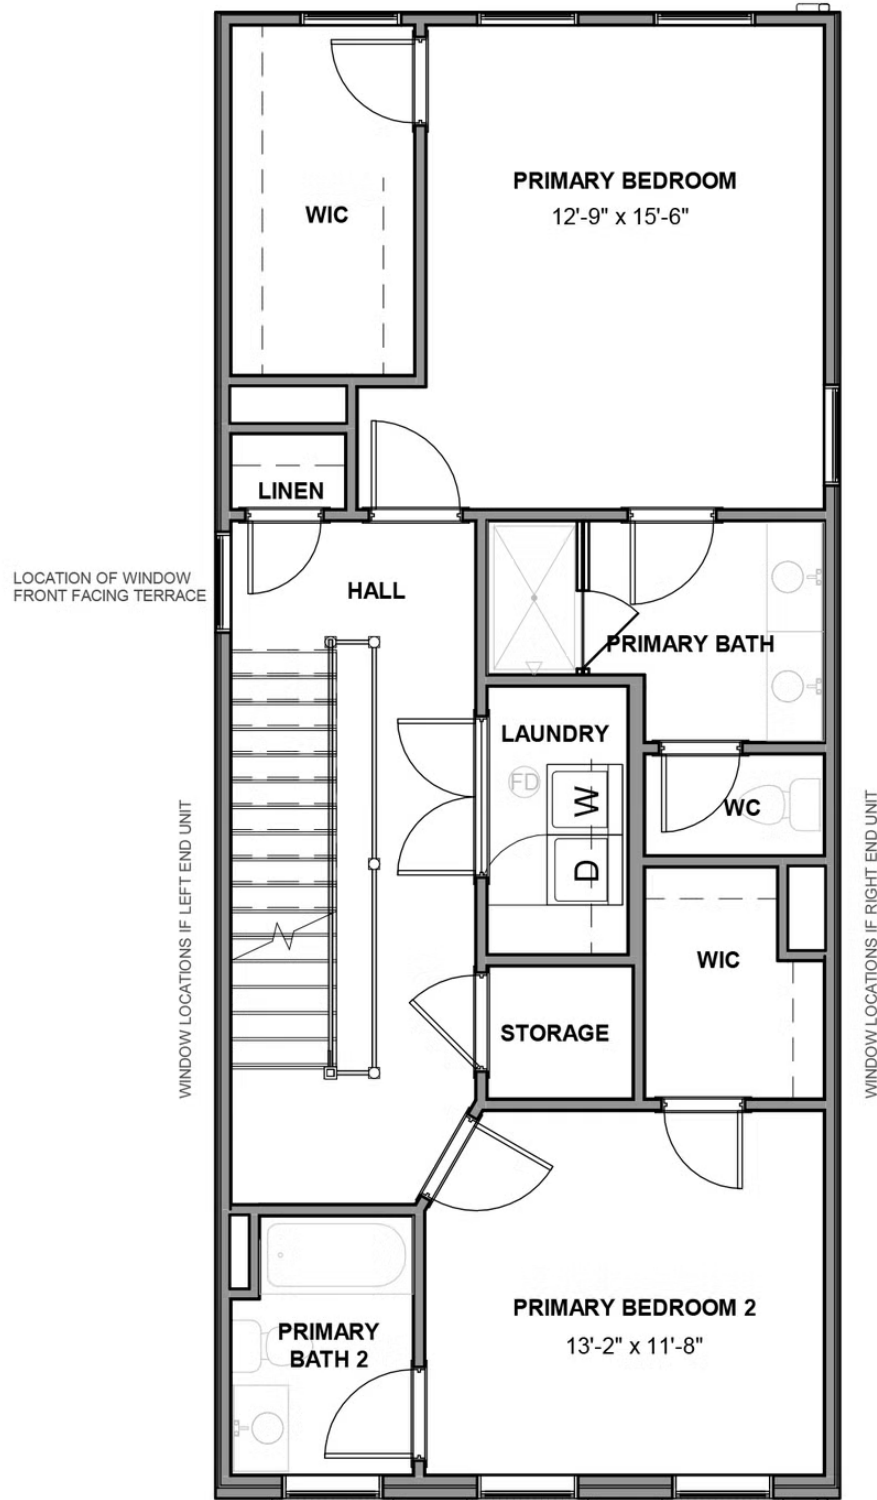 PRIMARY BEDROOM
12'-9" x 15'-6"
WIC
LINEN
LOCATION OF WINDOW
FRONT FACING TERRACE
HALL
PRIMARY BATH
LAUNDRY
FD
W
D
WC
WINDOW LOCATIONS IF LEFT END UNIT
WINDOW LOCATIONS IF RIGHT END UNIT
WIC
STORAGE
PRIMARY BEDROOM 2
13'-2" x 11'-8"
PRIMARY
BATH 2